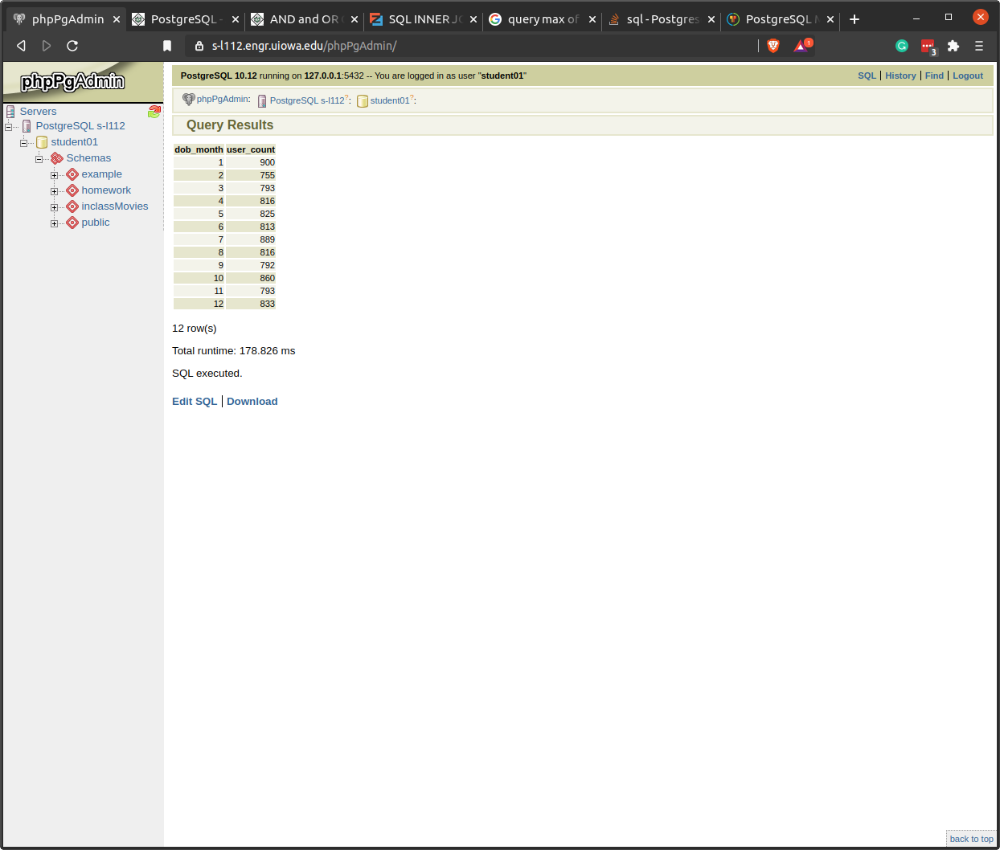 phpPgAdmin
PostgreSQL -
AND and OR
SQL INNER JO
query max of
sql - Postgres
PostgreSQL M
s-l112.engr.uiowa.edu/phpPgAdmin/
1
3
phpPgAdmin
Servers
PostgreSQL s-l112
student01
Schemas
example
homework
inclassMovies
public
PostgreSQL 10.12 running on 127.0.0.1:5432 -- You are logged in as user "student01"
SQL | History | Find | Logout
phpPgAdmin: PostgreSQL s-l112?: student01?:
Query Results
dob_month user_count
1 900
2 755
3 793
4 816
5 825
6 813
7 889
8 816
9 792
10 860
11 793
12 833
12 row(s)
Total runtime: 178.826 ms
SQL executed.
Edit SQL | Download
back to top